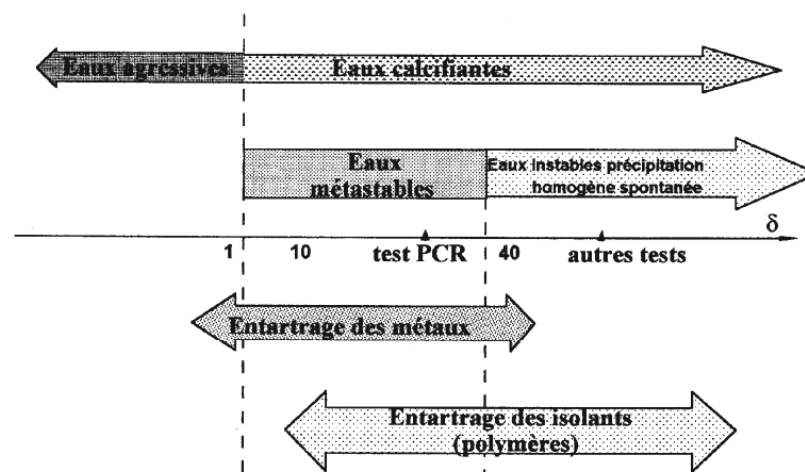 Eaux agressives
Eaux calcifiantes
Eaux
métastables
Eaux instables précipitation
homogène spontanée
δ
1
10
test PCR
40
autres tests
Entartrage des métaux
Entartrage des isolants
(polymères)